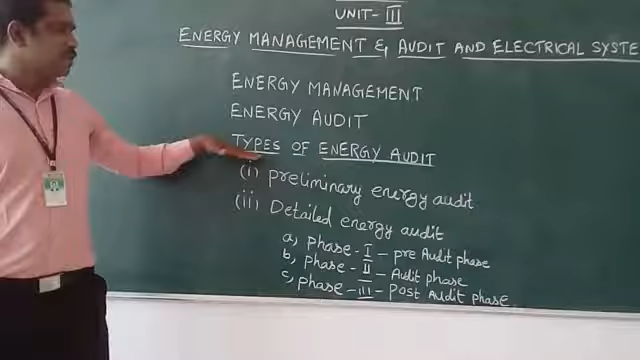 UNIT-III
ENERGY MANAGEMENT & AUDIT AND ELECTRICAL SYSTE
ENERGY MANAGEMENT
ENERGY AUDIT
TYPES OF ENERGY AUDIT
(i) preliminary energy audit
(ii) Detailed energy audit
a, phase-I - pre Audit phase
b, phase-II - Audit phase
c, phase-III - Post Audit phase